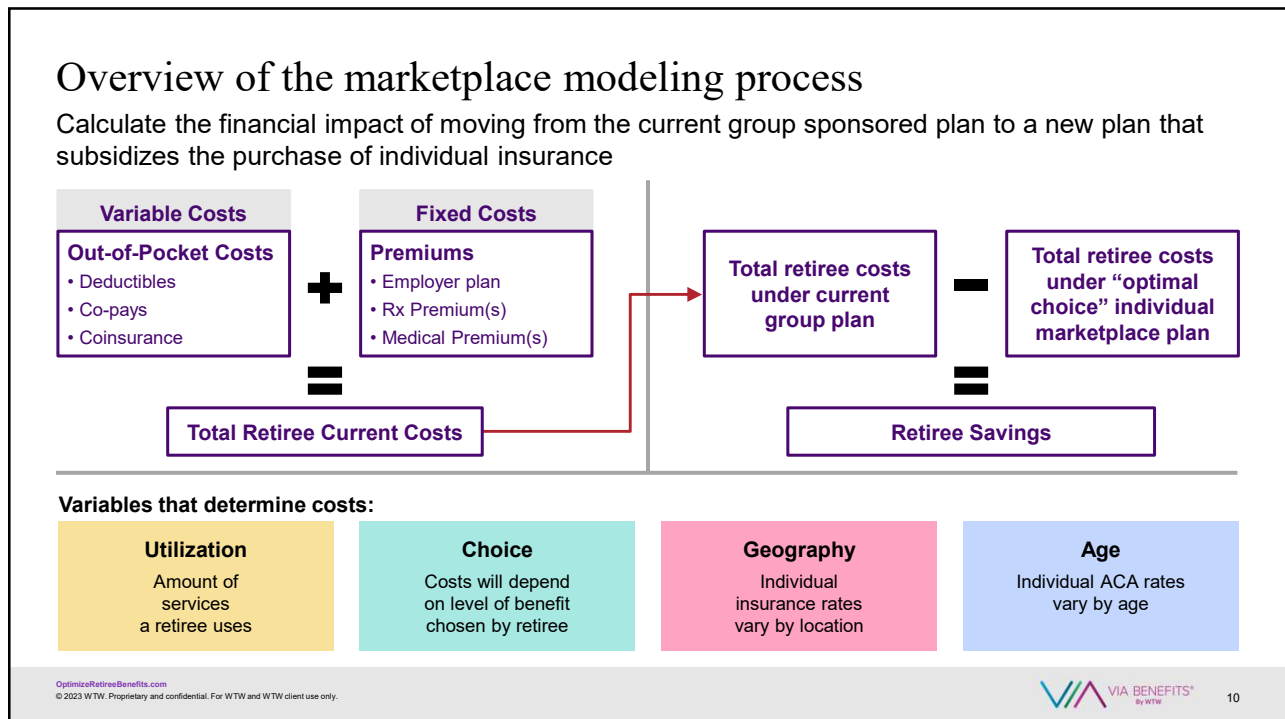 Overview of the marketplace modeling process
Calculate the financial impact of moving from the current group sponsored plan to a new plan that
subsidizes the purchase of individual insurance
Variable Costs
Out-of-Pocket Costs
• Deductibles
• Co-pays
• Coinsurance
+
Fixed Costs
Premiums
• Employer plan
• Rx Premium(s)
• Medical Premium(s)
=
Total Retiree Current Costs
Total retiree costs
under current
group plan
−
Total retiree costs
under “optimal
choice” individual
marketplace plan
=
Retiree Savings
Variables that determine costs:
Utilization
Amount of
services
a retiree uses
Choice
Costs will depend
on level of benefit
chosen by retiree
Geography
Individual
insurance rates
vary by location
Age
Individual ACA rates
vary by age
OptimizeRetireeBenefits.com
© 2023 WTW. Proprietary and confidential. For WTW and WTW client use only.
VIA VIA BENEFITS®
By WTW
10